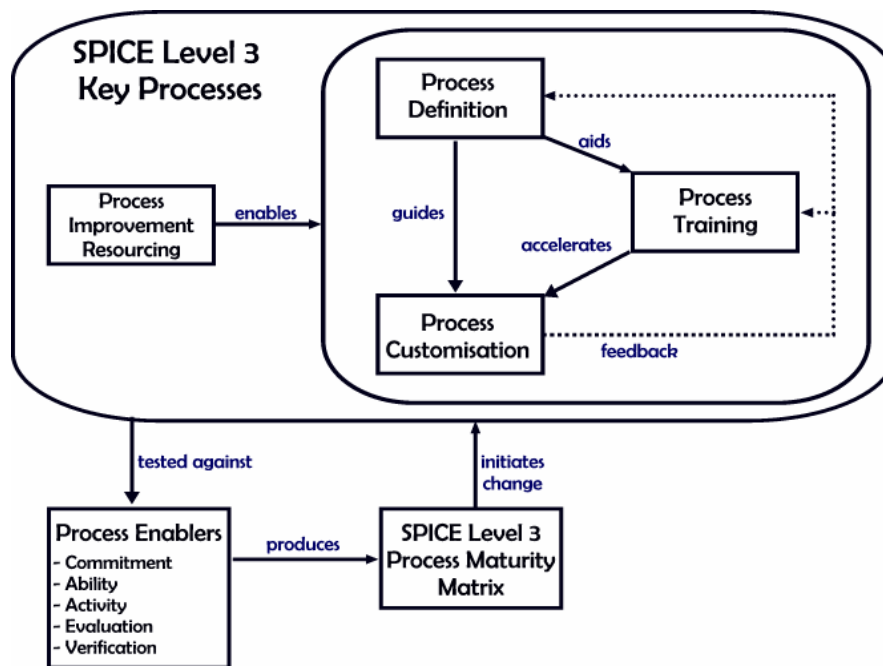 SPICE Level 3
Key Processes
Process
Definition
aids
Process
Improvement
Resourcing
enables
guides
Process
Training
accelerates
Process
Customisation
feedback
tested against
initiates
change
Process Enablers
- Commitment
- Ability
- Activity
- Evaluation
- Verification
produces
SPICE Level 3
Process Maturity
Matrix